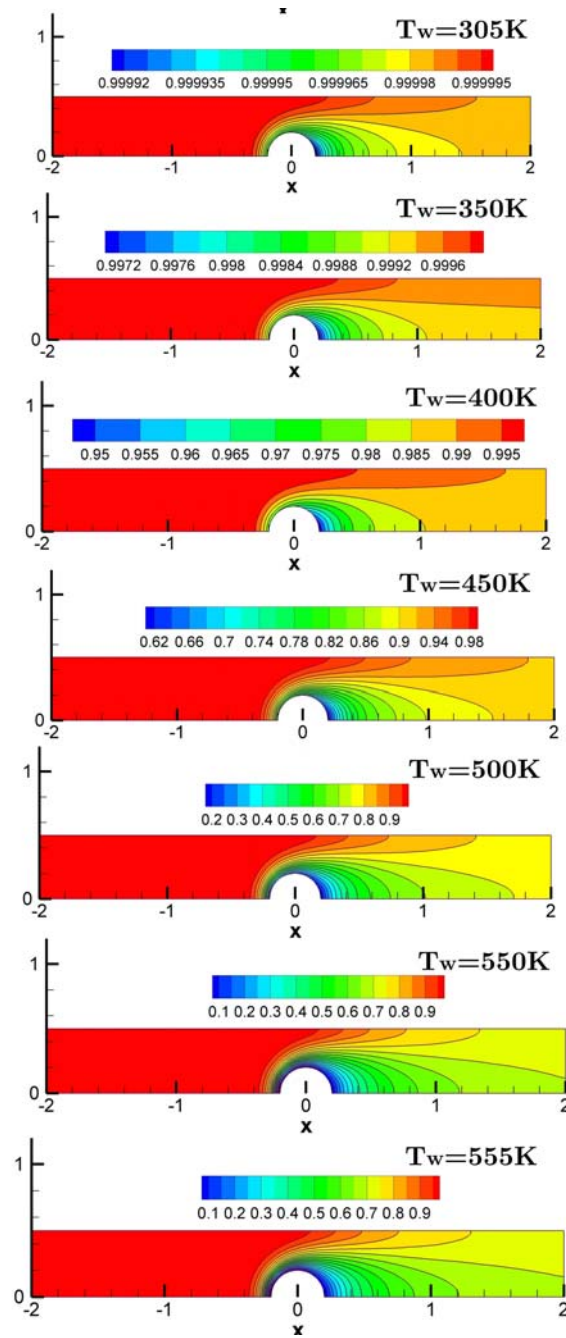 x
1 Tw=305K
0.99992 0.999935 0.99995 0.999965 0.99998 0.999995
0
-2 -1 0 1 2
x
1 Tw=350K
0.9972 0.9976 0.998 0.9984 0.9988 0.9992 0.9996
0
-2 -1 0 1 2
x
1 Tw=400K
0.95 0.955 0.96 0.965 0.97 0.975 0.98 0.985 0.99 0.995
0
-2 -1 0 1 2
x
1 Tw=450K
0.62 0.66 0.7 0.74 0.78 0.82 0.86 0.9 0.94 0.98
0
-2 -1 0 1 2
x
1 Tw=500K
0.2 0.3 0.4 0.5 0.6 0.7 0.8 0.9
0
-2 -1 0 1 2
x
1 Tw=550K
0.1 0.2 0.3 0.4 0.5 0.6 0.7 0.8 0.9
0
-2 -1 0 1 2
x
1 Tw=555K
0.1 0.2 0.3 0.4 0.5 0.6 0.7 0.8 0.9
0
-2 -1 0 1 2
x